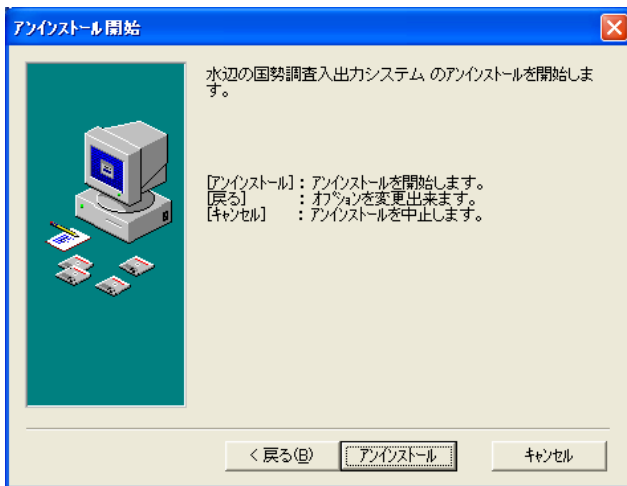 アンインストール開始
水辺の国勢調査入出力システム のアンインストールを開始しま
す。
[アンインストール]：アンインストールを開始します。
[戻る]　　　　：オプションを変更出来ます。
[キャンセル]　　：アンインストールを中止します。
< 戻る(B)　アンインストール　キャンセル